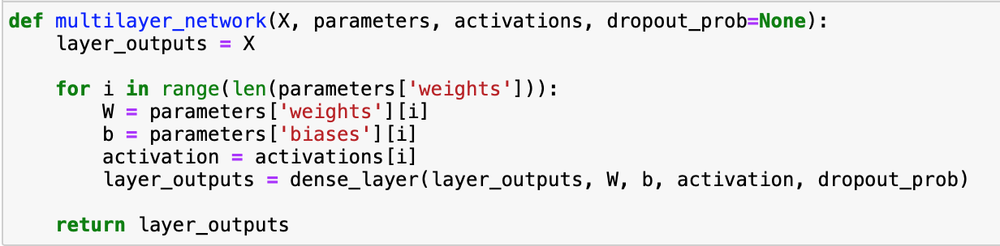 def multilayer_network(X, parameters, activations, dropout_prob=None):
    layer_outputs = X

    for i in range(len(parameters['weights'])):
        W = parameters['weights'][i]
        b = parameters['biases'][i]
        activation = activations[i]
        layer_outputs = dense_layer(layer_outputs, W, b, activation, dropout_prob)

    return layer_outputs